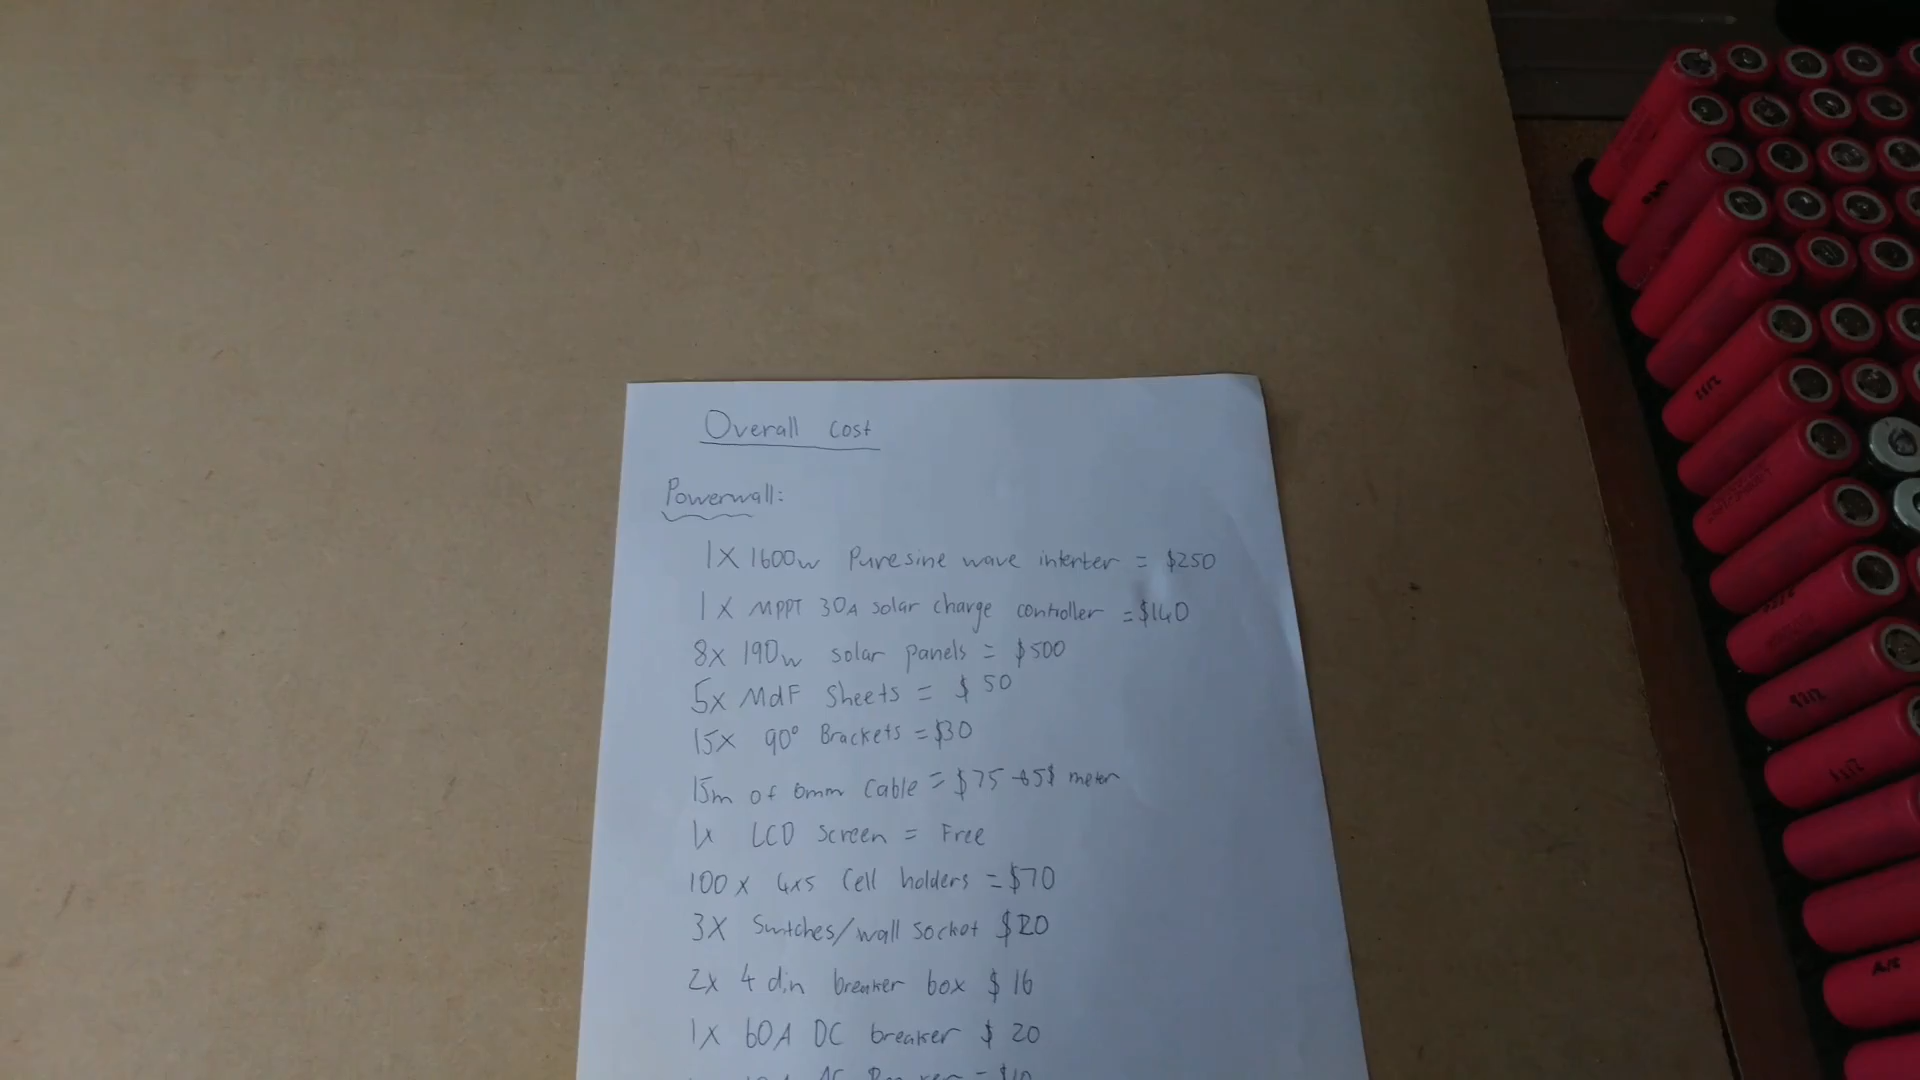 Overall cost
Powerwall:
1X 1600w Puresine wave interter = $250
1 X MPPT 30A solar charge controller = $140
8X 190w solar panels = $500
5x MdF Sheets = $50
15X 90° Brackets = $30
15m of 6mm Cable = $75 5$ meter
1x LCD Screen = Free
100 X 4x5 Cell holders = $70
3X Switches/wall socket $20
2x 4 din breaker box $16
1X 60A DC breaker $20
AC = $10